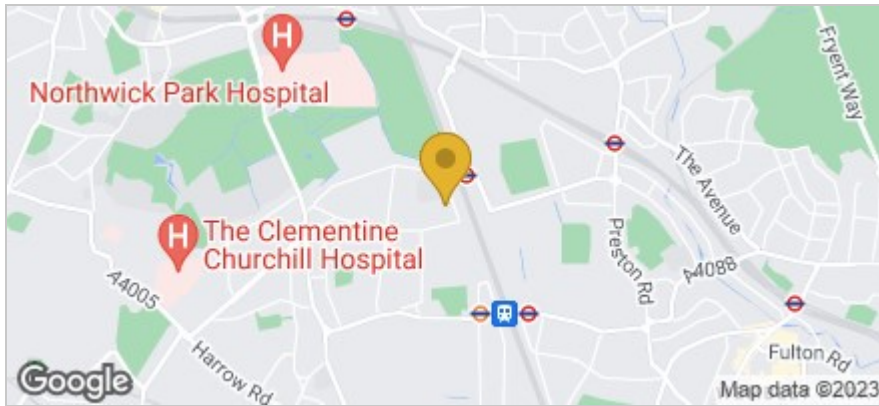 H
Northwick Park Hospital
Fryent Way
The Avenue
H
The Clementine
Churchill Hospital
Preston Rd
A4088
A4005
Harrow Rd
Fulton Rd
Google
Map data ©2023